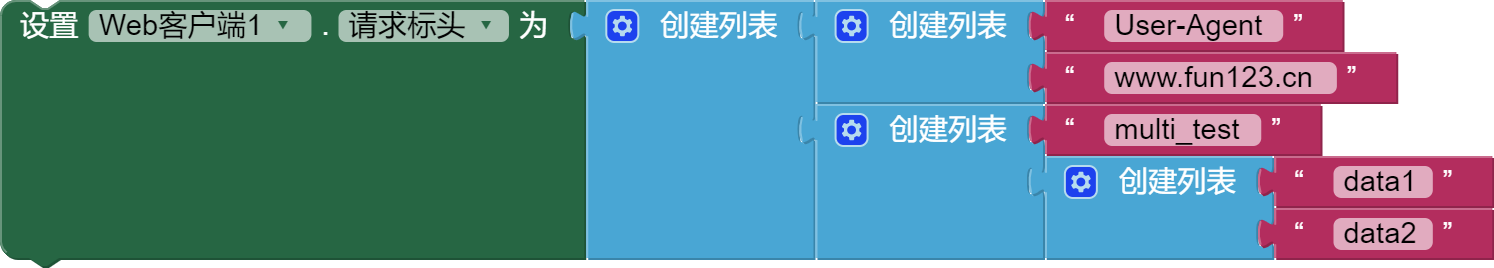 设置 Web客户端1 . 请求标头 为 创建列表 创建列表 “ User-Agent ”
“ www.fun123.cn ”
创建列表 “ multi_test ”
创建列表 “ data1 ”
“ data2 ”